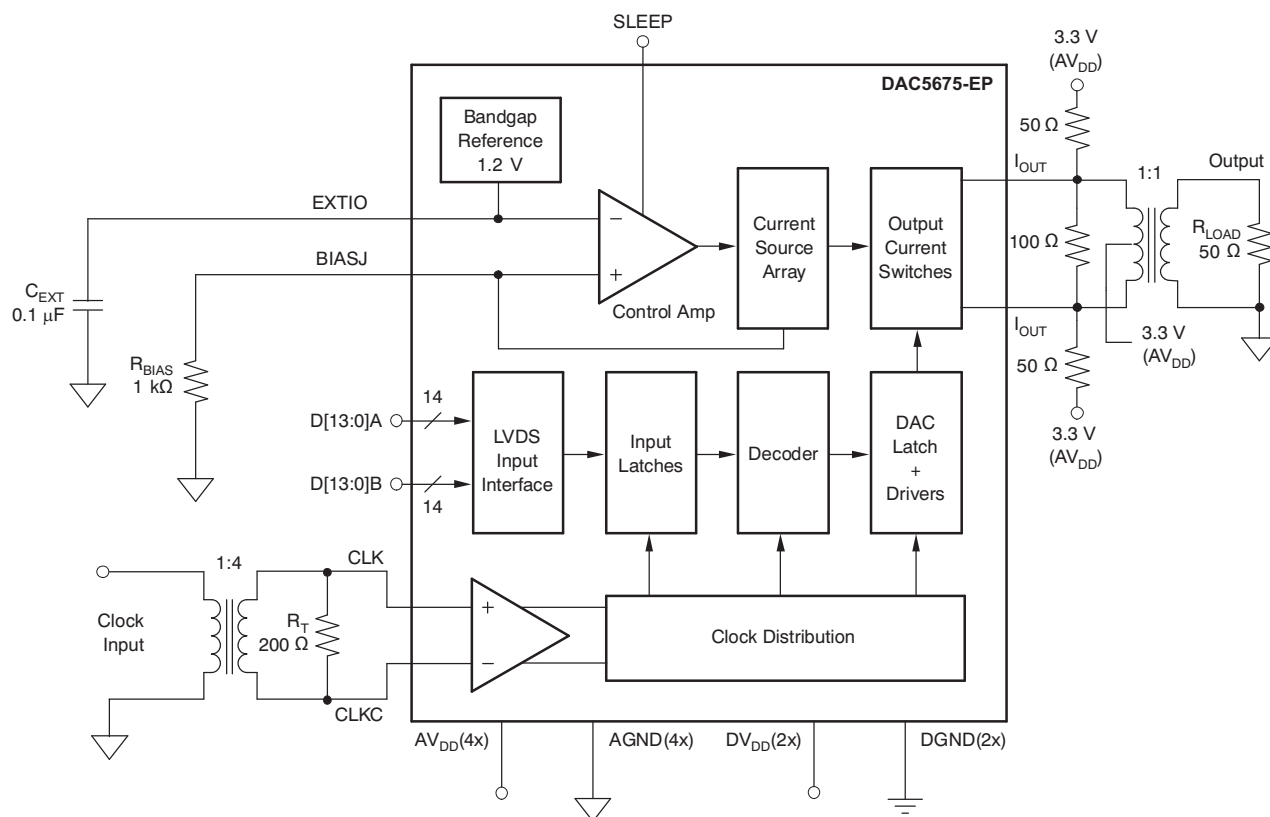 SLEEP
DAC5675-EP
Bandgap
Reference
1.2 V
EXTIO
BIASJ
−
+
Control Amp
Current
Source
Array
Output
Current
Switches
3.3 V
(AVDD)
50 Ω
IOUT
1:1
Output
100 Ω
RLOAD
50 Ω
IOUT
50 Ω
3.3 V
(AVDD)
3.3 V
(AVDD)
CEXT
0.1 μF
RBIAS
1 kΩ
D[13:0]A
14
D[13:0]B
14
LVDS
Input
Interface
Input
Latches
Decoder
DAC
Latch
+
Drivers
1:4
CLK
Clock
Input
RT
200 Ω
CLKC
+
−
Clock Distribution
AVDD(4x)
AGND(4x)
DVDD(2x)
DGND(2x)